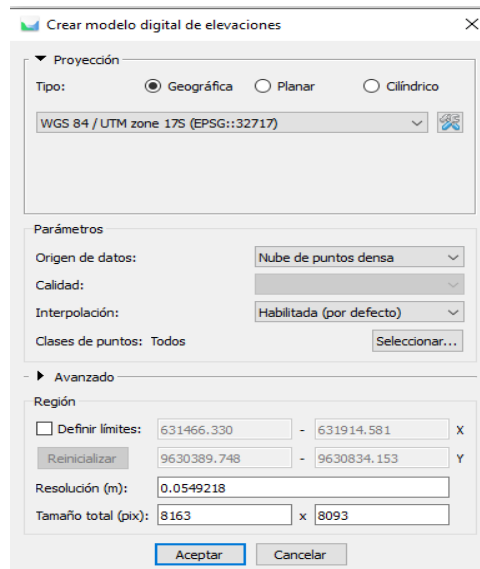 Crear modelo digital de elevaciones
Proyección
Tipo: Geográfica Planar Cilíndrico
WGS 84 / UTM zone 17S (EPSG::32717)
Parámetros
Origen de datos: Nube de puntos densa
Calidad:
Interpolación: Habilitada (por defecto)
Clases de puntos: Todos Seleccionar...
Avanzado
Región
Definir límites: 631466.330 - 631914.581 X
Reinicializar 9630389.748 - 9630834.153 Y
Resolución (m): 0.0549218
Tamaño total (pix): 8163 x 8093
Aceptar Cancelar